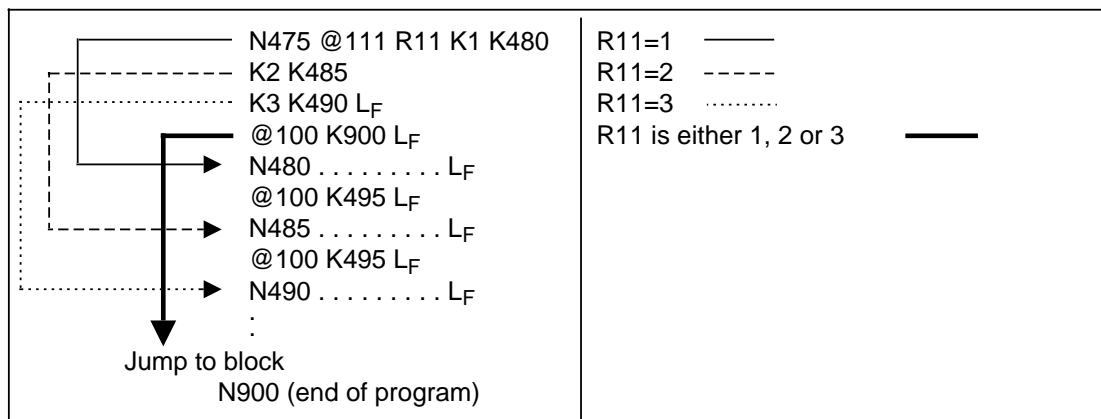 N475 @111 R11 K1 K480
K2 K485
K3 K490 LF
@100 K900 LF
N480 . . . . . . . . . LF
@100 K495 LF
N485 . . . . . . . . . LF
@100 K495 LF
N490 . . . . . . . . . LF
:
Jump to block
N900 (end of program)
R11=1
R11=2
R11=3
R11 is either 1, 2 or 3